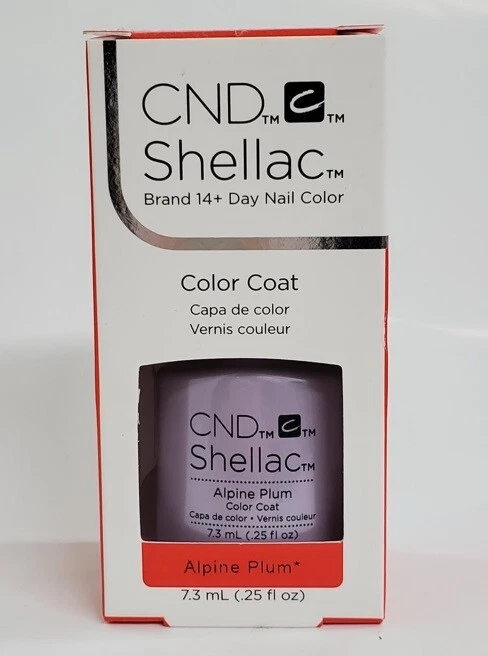 CND™ c™
Shellac™
Brand 14+ Day Nail Color
Color Coat
Capa de color
Vernis couleur
CND™ c™
Shellac™
Alpine Plum
Color Coat
Capa de color • Vernis couleur
7.3 mL (.25 fl oz)
Alpine Plum*
7.3 mL (.25 fl oz)